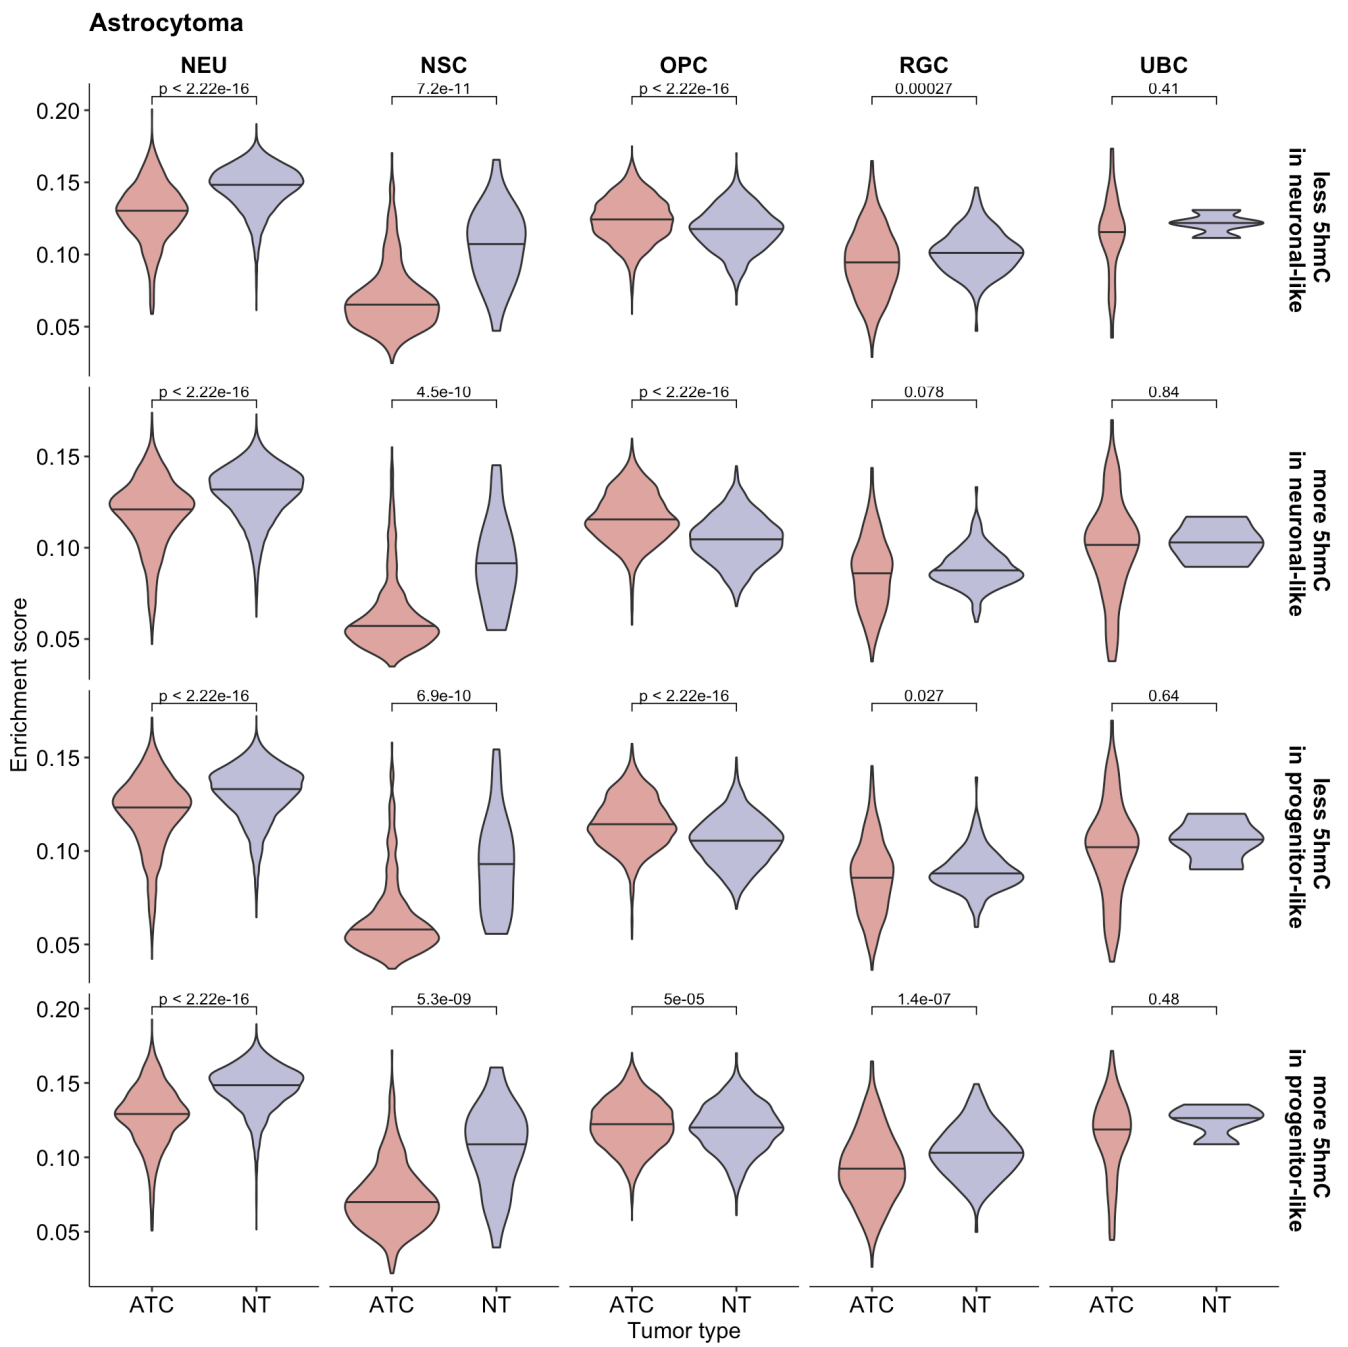 Astrocytoma
NEU NSC OPC RGC UBC
p < 2.22e-16 7.2e-11 p < 2.22e-16 0.00027 0.41
0.20
0.15
0.10
0.05
less 5hmC
in neuronal-like
p < 2.22e-16 4.5e-10 p < 2.22e-16 0.078 0.84
0.15
0.10
0.05
more 5hmC
in neuronal-like
Enrichment score
p < 2.22e-16 6.9e-10 p < 2.22e-16 0.027 0.64
0.15
0.10
0.05
less 5hmC
in progenitor-like
p < 2.22e-16 5.3e-09 5e-05 1.4e-07 0.48
0.20
0.15
0.10
0.05
more 5hmC
in progenitor-like
ATC NT ATC NT ATC NT ATC NT ATC NT
Tumor type